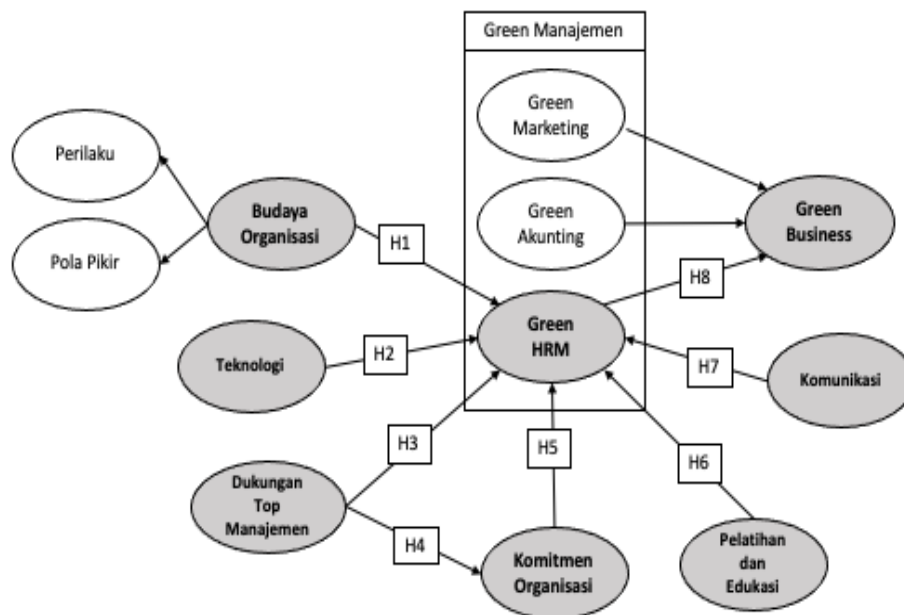 Green Manajemen
Green
Marketing
Perilaku
Budaya
Organisasi
Green
Akunting
Green
Business
Pola Pikir
H1
H8
Green
HRM
Teknologi
H2
H7
Komunikasi
H3
H5
H6
Dukungan
Top
Manajemen
H4
Komitmen
Organisasi
Pelatihan
dan
Edukasi